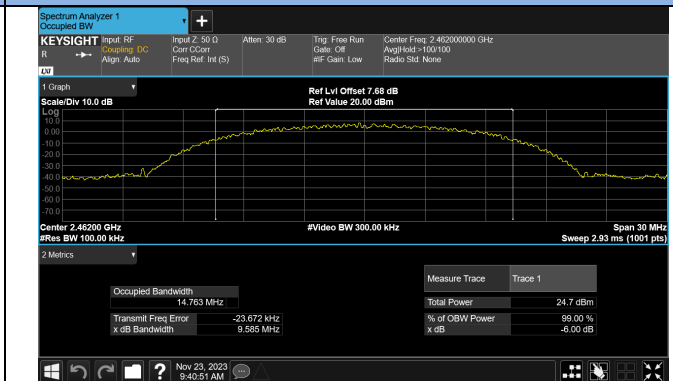 Spectrum Analyzer 1
Occupied BW
+
KEYSIGHT Input: RF Input Z: 50 Ω Atten: 30 dB Trig: Free Run Center Freq: 2.462000000 GHz
R Coupling: DC Corr CCorr Gate: Off Avg|Hold:>100/100
Align: Auto Freq Ref: Int (S) #IF Gain: Low Radio Std: None
LXI
1 Graph Ref Lvl Offset 7.68 dB
Scale/Div 10.0 dB Ref Value 20.00 dBm
Log
10.0
0.00
-10.0
-20.0
-30.0
-40.0
-50.0
-60.0
-70.0
Center 2.46200 GHz #Video BW 300.00 kHz Span 30 MHz
#Res BW 100.00 kHz Sweep 2.93 ms (1001 pts)
2 Metrics
Measure Trace Trace 1
Occupied Bandwidth
14.763 MHz Total Power 24.7 dBm
Transmit Freq Error -23.672 kHz % of OBW Power 99.00 %
x dB Bandwidth 9.585 MHz x dB -6.00 dB
? Nov 23, 2023
9:40:51 AM